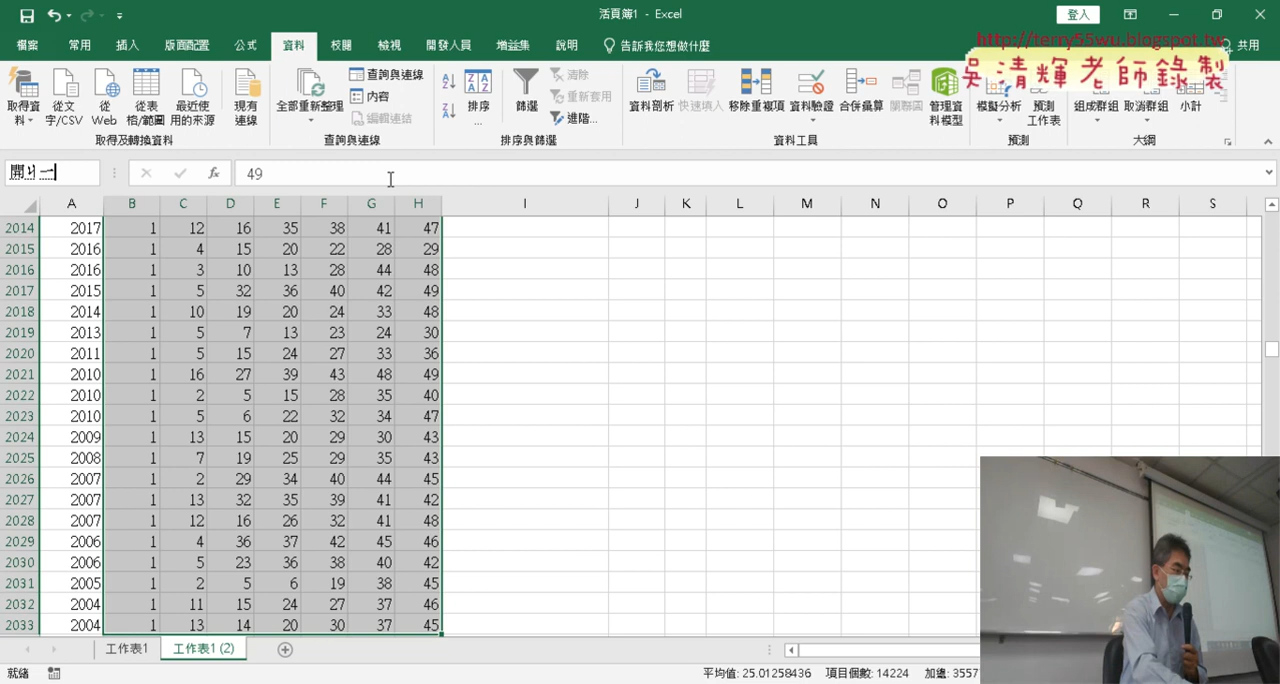 活頁簿1 - Excel
登入
檔案 常用 插入 版面配置 公式 資料 校閱 檢視 開發人員 增益集 說明 告訴我您想做什麼 共用
http://terry55wu.blogspot.tw
吳清輝老師錄製
取得資料 從文字/CSV 從 Web 從表格/範圍 最近使用的來源 現有連線
全部重新整理 查詢與連線 內容 編輯連結
排序 篩選 清除 重新套用 進階...
資料剖析 快速填入 移除重複項 資料驗證 合併彙算 關聯圖 管理資料模型
模擬分析 預測工作表 組成群組 取消群組 小計
取得及轉換資料 查詢與連線 排序與篩選 資料工具 預測 大綱
fx 49
A B C D E F G H I J K L M N O P Q R S
2014 2017 1 12 16 35 38 41 47
2015 2016 1 4 15 20 22 28 29
2016 2016 1 3 10 13 28 44 48
2017 2015 1 5 32 36 40 42 49
2018 2014 1 10 19 20 24 33 48
2019 2013 1 5 7 13 23 24 30
2020 2011 1 5 15 24 27 33 36
2021 2010 1 16 27 39 43 48 49
2022 2010 1 2 5 15 28 35 40
2023 2010 1 5 6 22 32 34 47
2024 2009 1 13 15 20 29 30 43
2025 2008 1 7 19 25 29 35 43
2026 2007 1 2 29 34 40 44 45
2027 2007 1 13 32 35 39 41 42
2028 2007 1 12 16 26 32 41 48
2029 2006 1 4 36 37 42 45 46
2030 2006 1 5 23 36 38 40 42
2031 2005 1 2 5 6 19 38 45
2032 2004 1 11 15 24 27 37 46
2033 2004 1 13 14 20 30 37 45
工作表1 工作表1 (2)
就緒 平均值: 25.01258436 項目個數: 14224 加總: 3557